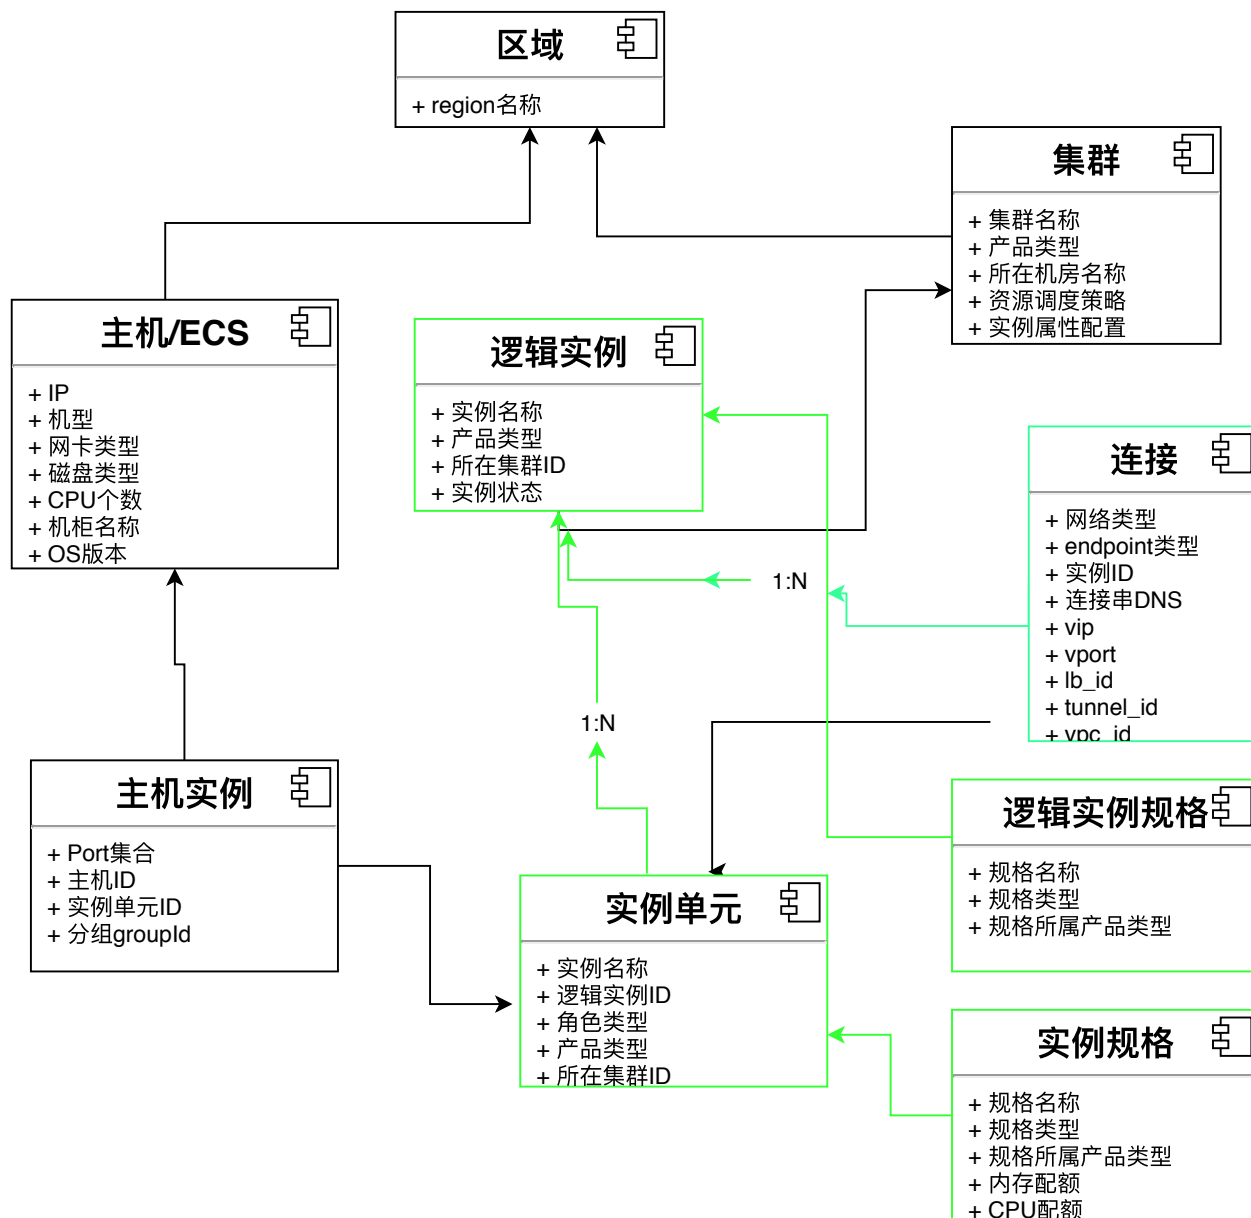 区域
+ region名称
集群
+ 集群名称
+ 产品类型
+ 所在机房名称
+ 资源调度策略
+ 实例属性配置
主机/ECS
+ IP
+ 机型
+ 网卡类型
+ 磁盘类型
+ CPU个数
+ 机柜名称
+ OS版本
逻辑实例
+ 实例名称
+ 产品类型
+ 所在集群ID
+ 实例状态
连接
+ 网络类型
+ endpoint类型
+ 实例ID
+ 连接串DNS
+ vip
+ vport
+ lb_id
+ tunnel_id
+ vpc_id
1:N
1:N
主机实例
+ Port集合
+ 主机ID
+ 实例单元ID
+ 分组groupId
逻辑实例规格
+ 规格名称
+ 规格类型
+ 规格所属产品类型
实例单元
+ 实例名称
+ 逻辑实例ID
+ 角色类型
+ 产品类型
+ 所在集群ID
实例规格
+ 规格名称
+ 规格类型
+ 规格所属产品类型
+ 内存配额
+ CPU配额